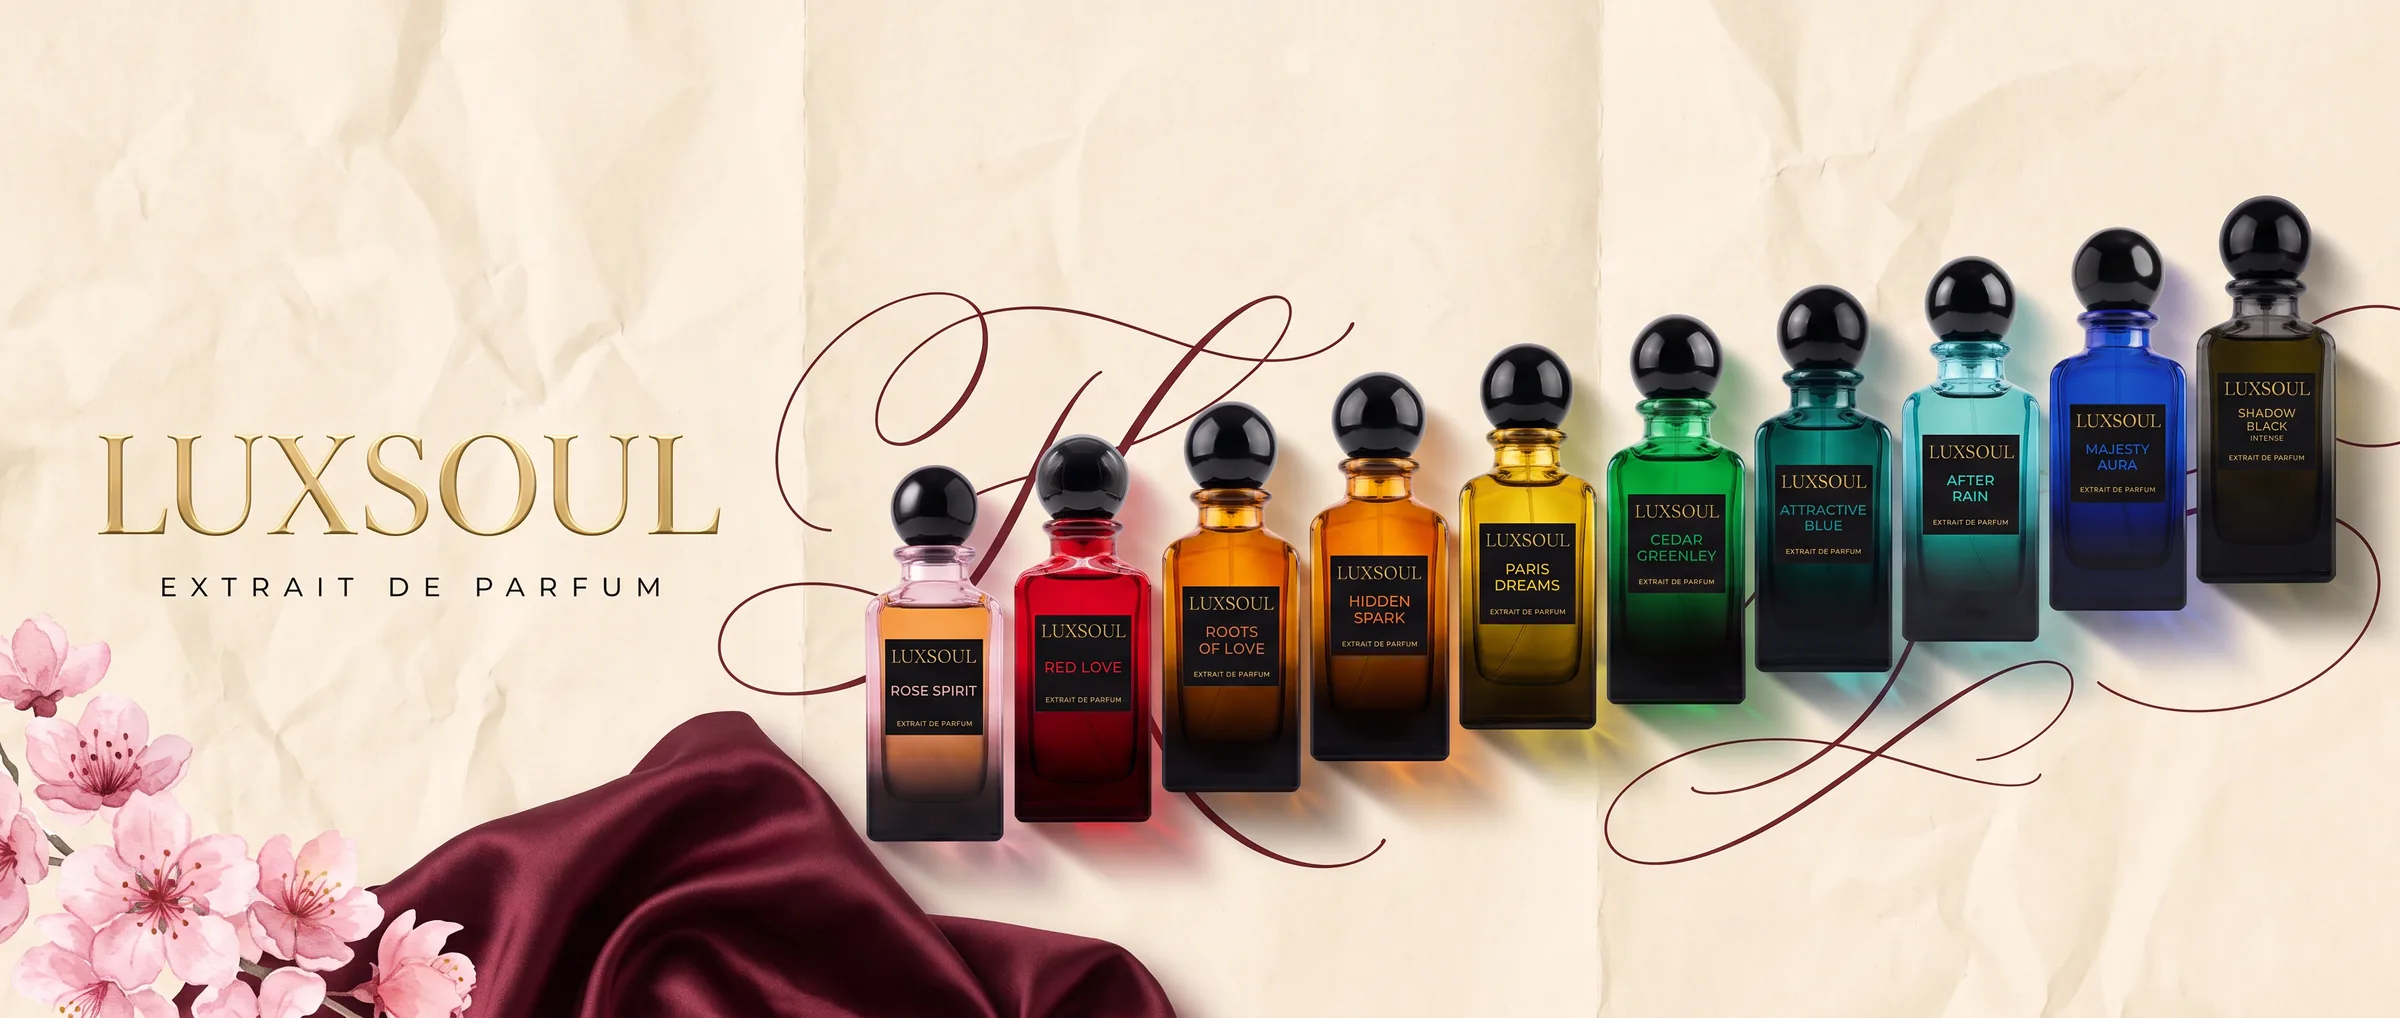 LUXSOUL
EXTRAIT DE PARFUM
LUXSOUL
ROSE SPIRIT
EXTRAIT DE PARFUM
LUXSOUL
RED LOVE
EXTRAIT DE PARFUM
LUXSOUL
ROOTS
OF LOVE
EXTRAIT DE PARFUM
LUXSOUL
HIDDEN
SPARK
EXTRAIT DE PARFUM
LUXSOUL
PARIS
DREAMS
EXTRAIT DE PARFUM
LUXSOUL
CEDAR
GREENLEY
EXTRAIT DE PARFUM
LUXSOUL
ATTRACTIVE
BLUE
EXTRAIT DE PARFUM
LUXSOUL
AFTER
RAIN
EXTRAIT DE PARFUM
LUXSOUL
MAJESTY
AURA
EXTRAIT DE PARFUM
LUXSOUL
SHADOW
BLACK
INTENSE
EXTRAIT DE PARFUM